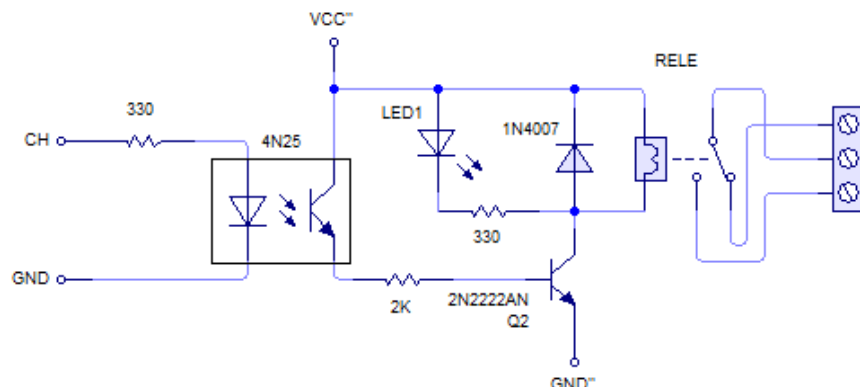 VCC'''
RELE
330
LED1
1N4007
CH
4N25
330
GND
2K
2N2222AN
Q2
GND'''